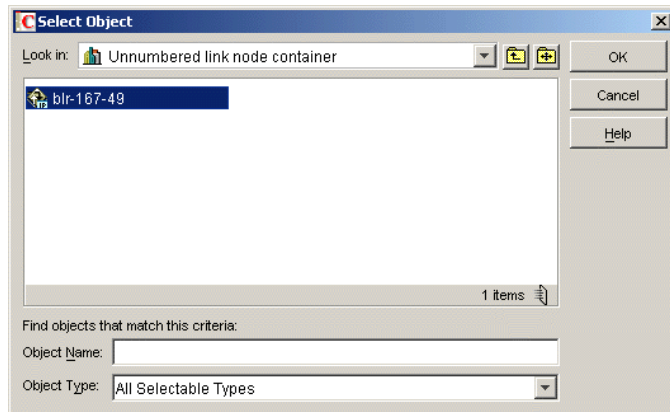 Select Object
Look in: Unnumbered link node container
OK
blr-167-49
Cancel
Help
1 items
Find objects that match this criteria:
Object Name:
Object Type: All Selectable Types